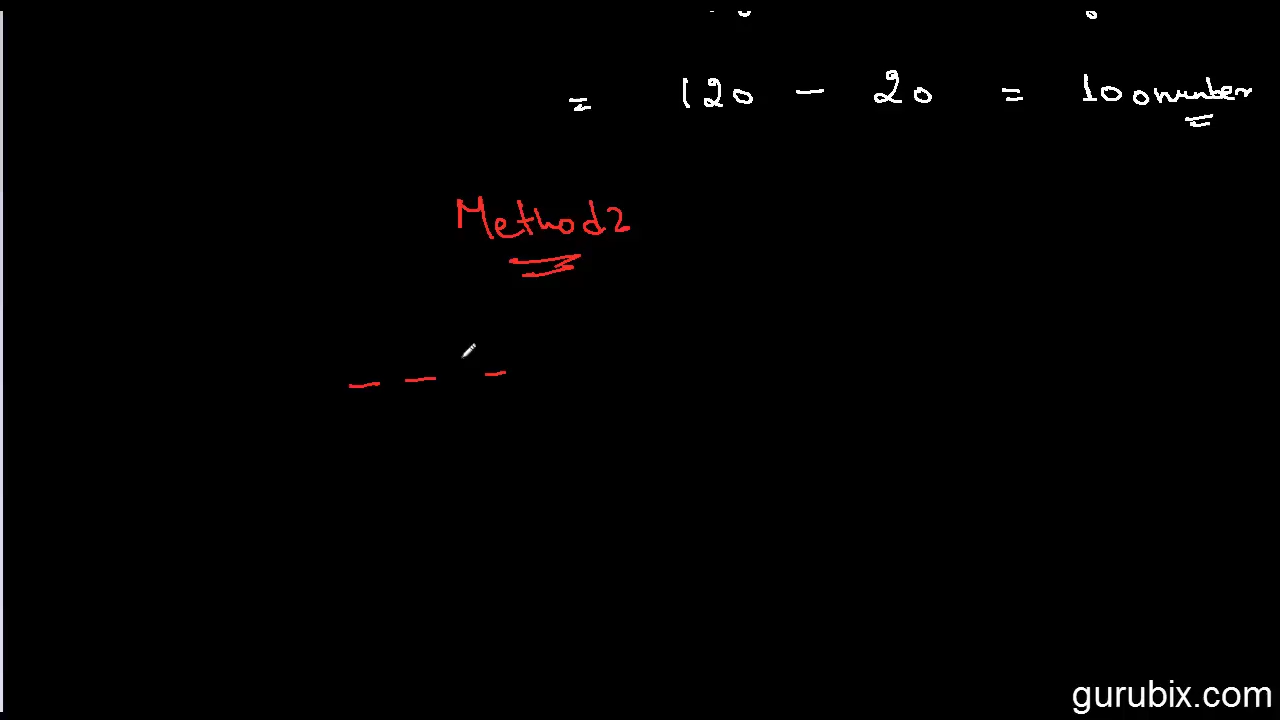 = 120 - 20 = 100 number
Method 2
_ _ _
gurubix.com